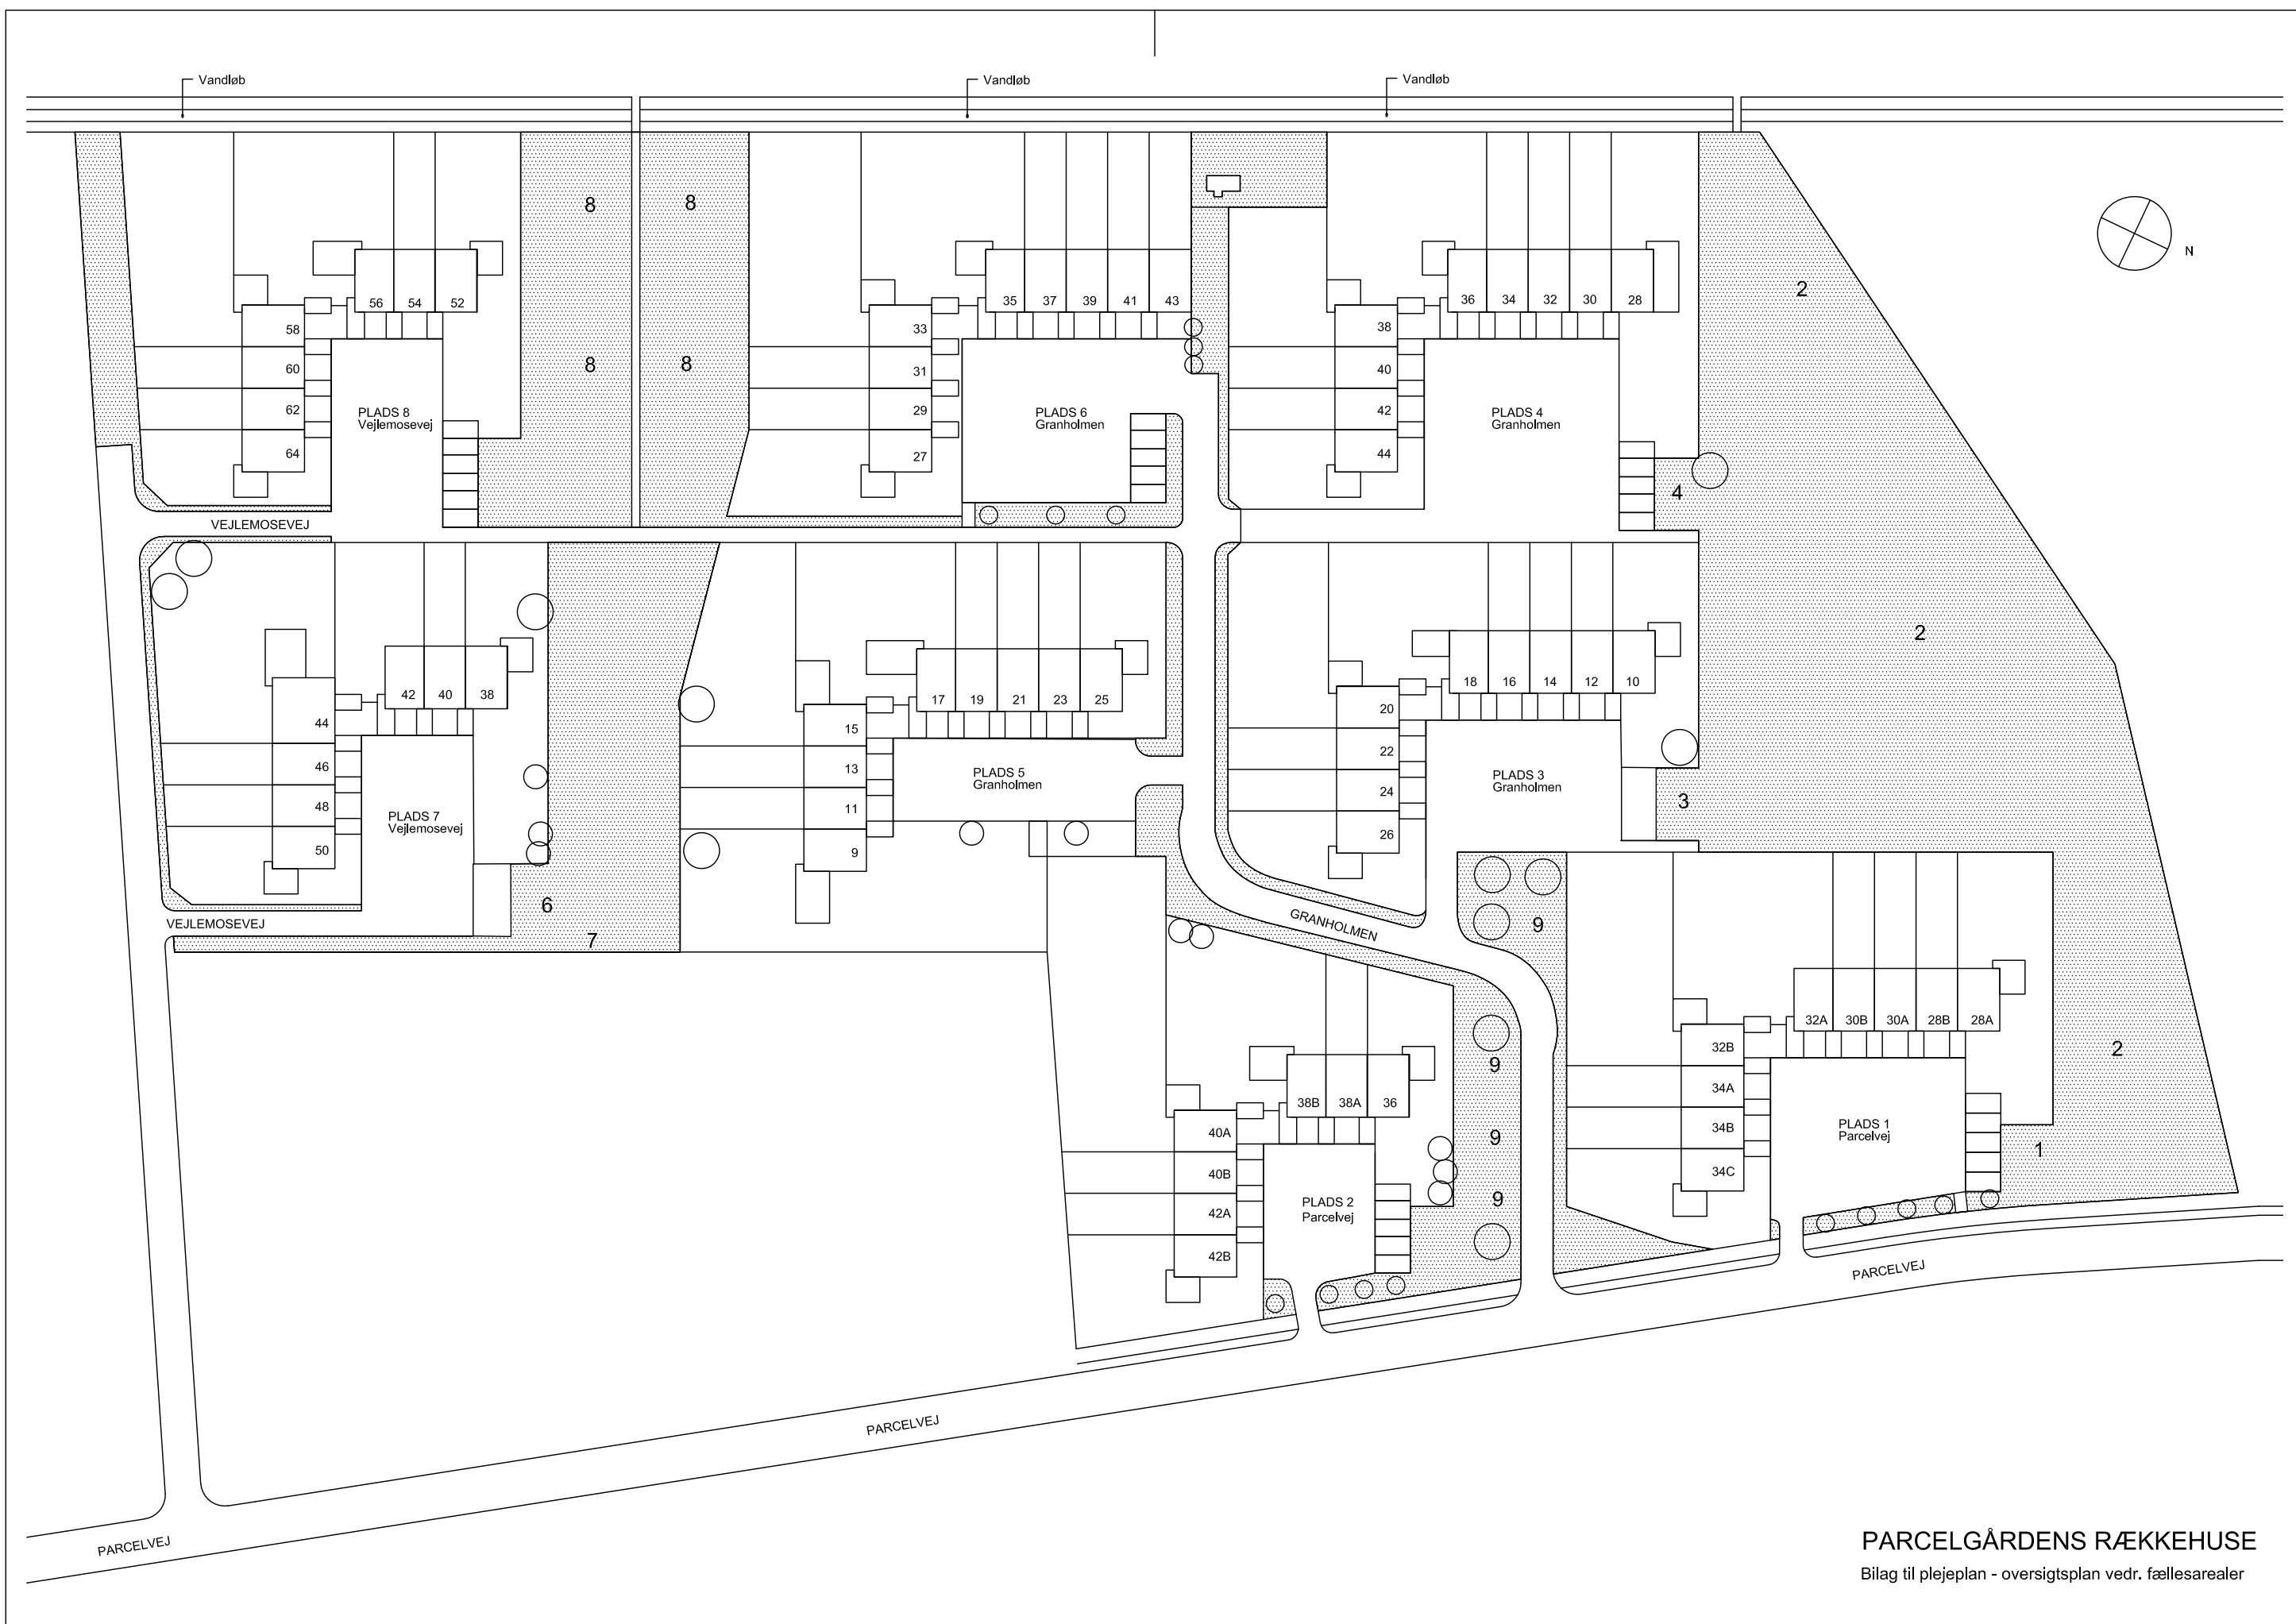 Vandløb
Vandløb
Vandløb
8
8
N
56 54 52
35 37 39 41 43
36 34 32 30 28
2
58
60
62
64
33
31
29
27
38
40
42
44
8
8
PLADS 8
Vejlemosevej
PLADS 6
Granholmen
PLADS 4
Granholmen
4
VEJLEMOSEVEJ
2
42 40 38
17 19 21 23 25
18 16 14 12 10
44
46
48
50
15
13
11
9
20
22
24
26
PLADS 7
Vejlemosevej
PLADS 5
Granholmen
PLADS 3
Granholmen
3
6
VEJLEMOSEVEJ
7
GRANHOLMEN
9
32A 30B 30A 28B 28A
32B
34A
34B
34C
2
9
38B 38A 36
40A
40B
42A
42B
9
PLADS 1
Parcelvej
1
PLADS 2
Parcelvej
9
PARCELVEJ
PARCELVEJ
PARCELVEJ
PARCELGÅRDENS RÆKKEHUSE
Bilag til plejeplan - oversigtsplan vedr. fællesarealer